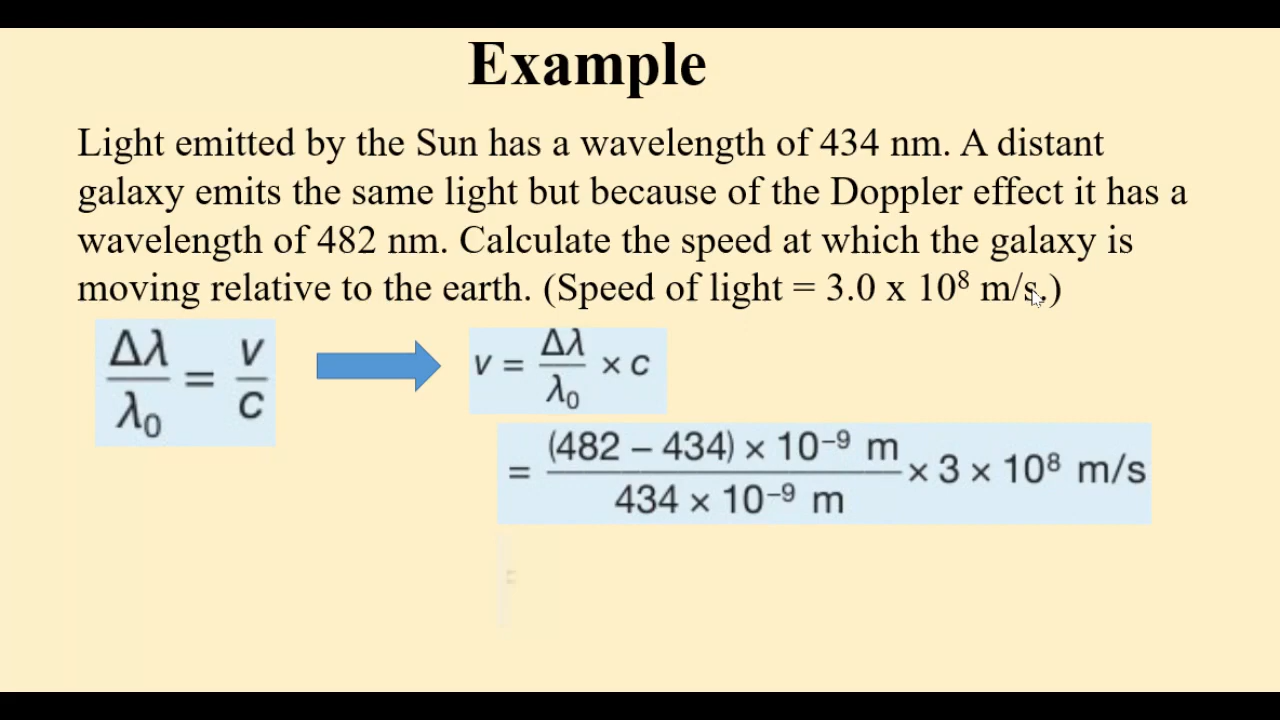 Example
Light emitted by the Sun has a wavelength of 434 nm. A distant
galaxy emits the same light but because of the Doppler effect it has a
wavelength of 482 nm. Calculate the speed at which the galaxy is
moving relative to the earth. (Speed of light = 3.0 x 10⁸ m/s.)
Δλ/λ₀ = v/c
v = Δλ/λ₀ × c
= (482 – 434) × 10⁻⁹ m / 434 × 10⁻⁹ m × 3 × 10⁸ m/s
=